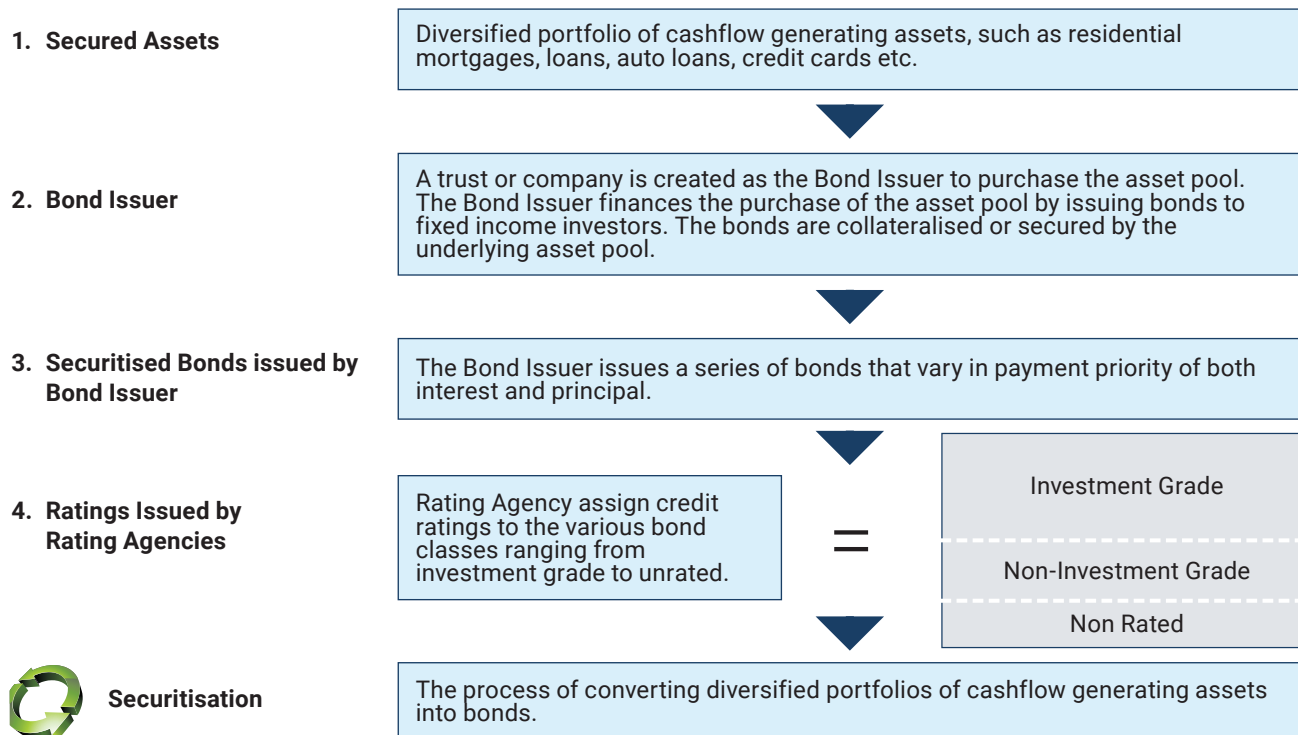 1. Secured Assets
Diversified portfolio of cashflow generating assets, such as residential
mortgages, loans, auto loans, credit cards etc.
2. Bond Issuer
A trust or company is created as the Bond Issuer to purchase the asset pool.
The Bond Issuer finances the purchase of the asset pool by issuing bonds to
fixed income investors. The bonds are collateralised or secured by the
underlying asset pool.
3. Securitised Bonds issued by
Bond Issuer
The Bond Issuer issues a series of bonds that vary in payment priority of both
interest and principal.
4. Ratings Issued by
Rating Agencies
Rating Agency assign credit
ratings to the various bond
classes ranging from
investment grade to unrated.
=
Investment Grade
Non-Investment Grade
Non Rated
Securitisation
The process of converting diversified portfolios of cashflow generating assets
into bonds.